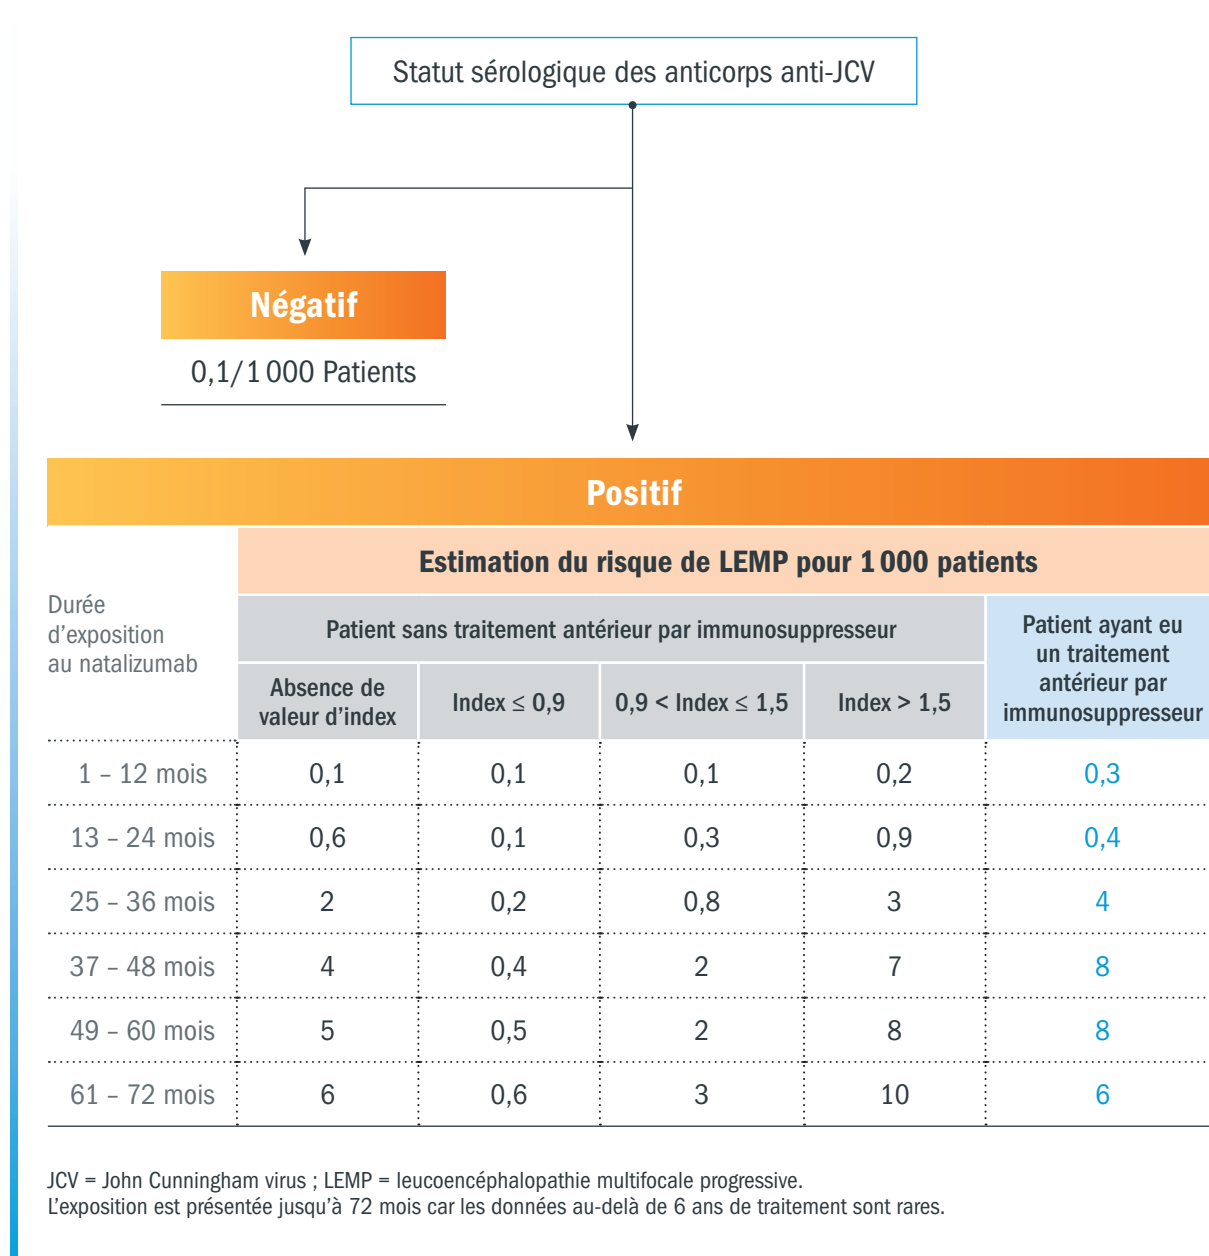 Statut sérologique des anticorps anti-JCV
Négatif
0,1/1 000 Patients
Positif
Durée
d'exposition
au natalizumab
Estimation du risque de LEMP pour 1 000 patients
Patient sans traitement antérieur par immunosuppresseur
Patient ayant eu
un traitement
antérieur par
immunosuppresseur
Absence de
valeur d'index
Index ≤ 0,9
0,9 < Index ≤ 1,5
Index > 1,5
1 – 12 mois 0,1 0,1 0,1 0,2 0,3
13 – 24 mois 0,6 0,1 0,3 0,9 0,4
25 – 36 mois 2 0,2 0,8 3 4
37 – 48 mois 4 0,4 2 7 8
49 – 60 mois 5 0,5 2 8 8
61 – 72 mois 6 0,6 3 10 6
JCV = John Cunningham virus ; LEMP = leucoencéphalopathie multifocale progressive.
L'exposition est présentée jusqu'à 72 mois car les données au-delà de 6 ans de traitement sont rares.